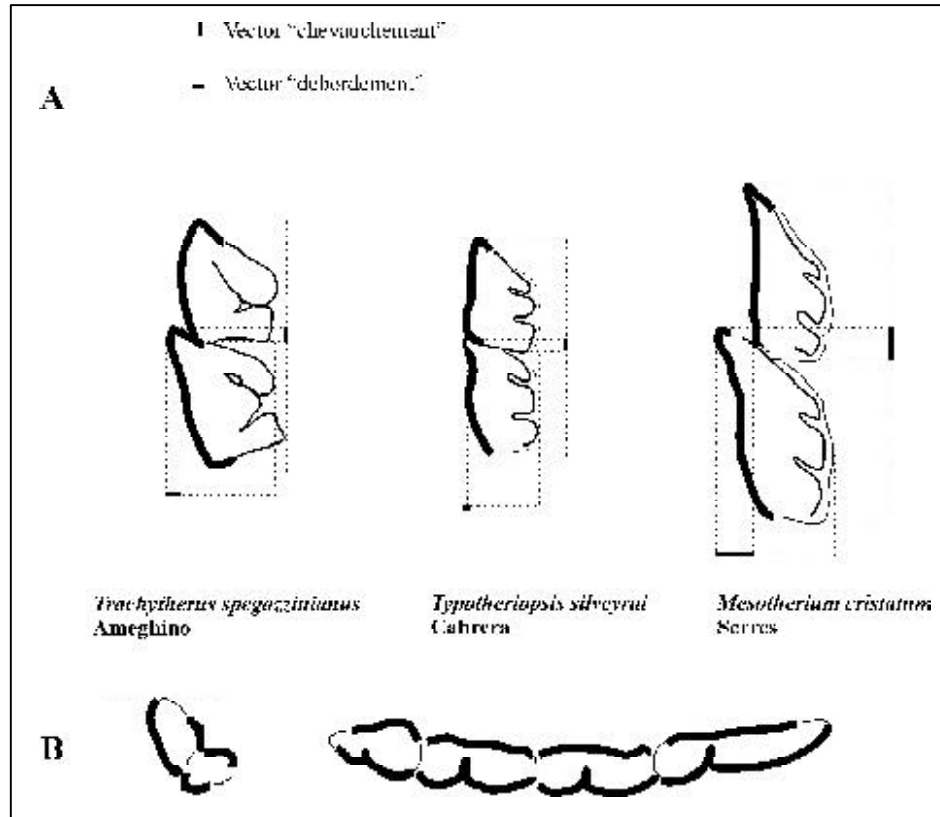 Vector "chevauchement"
Vector "debordement"
A
Trachytherus spegazzinianus
Ameghino
Typotheriopsis silveyrai
Cabrera
Mesotherium cristatum
Serres
B